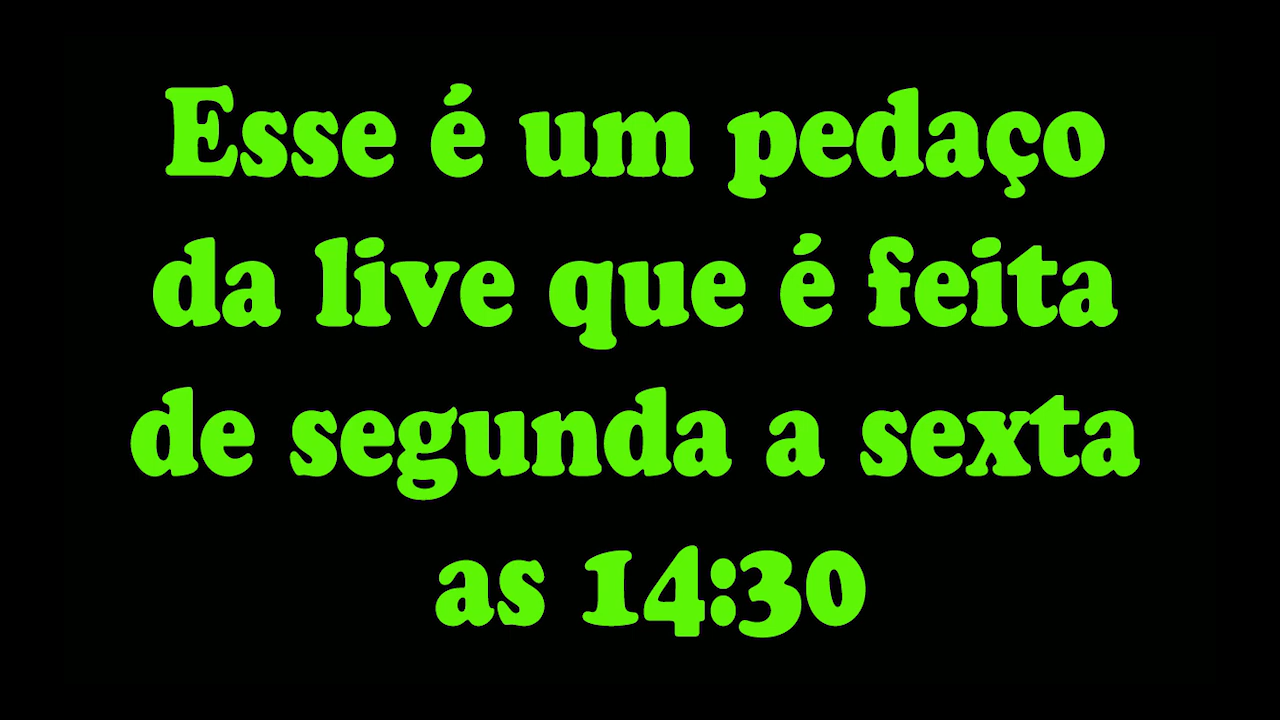 Esse é um pedaço
da live que é feita
de segunda a sexta
as 14:30